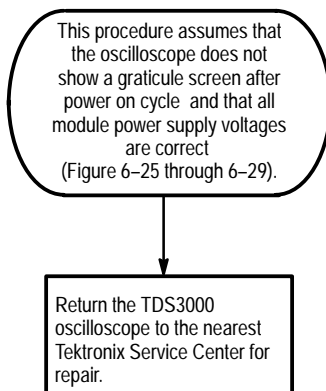 This procedure assumes that
the oscilloscope does not
show a graticule screen after
power on cycle and that all
module power supply voltages
are correct
(Figure 6–25 through 6–29).
Return the TDS3000
oscilloscope to the nearest
Tektronix Service Center for
repair.